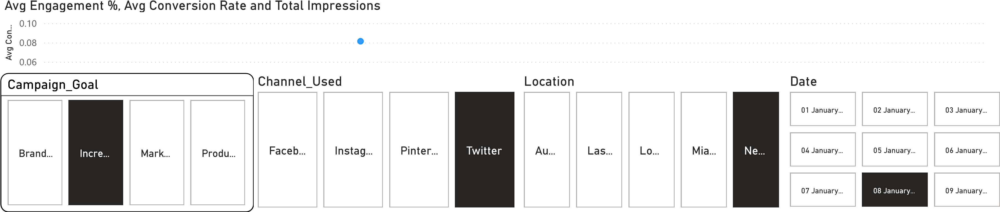 Avg Engagement %, Avg Conversion Rate and Total Impressions
Avg Con...
0.10
0.08
0.06
Campaign_Goal
Brand...
Incre...
Mark...
Produ...
Channel_Used
Faceb...
Instag...
Pinter...
Twitter
Location
Au...
Las...
Lo...
Mia...
Ne...
Date
01 January...
02 January...
03 January...
04 January...
05 January...
06 January...
07 January...
08 January...
09 January...